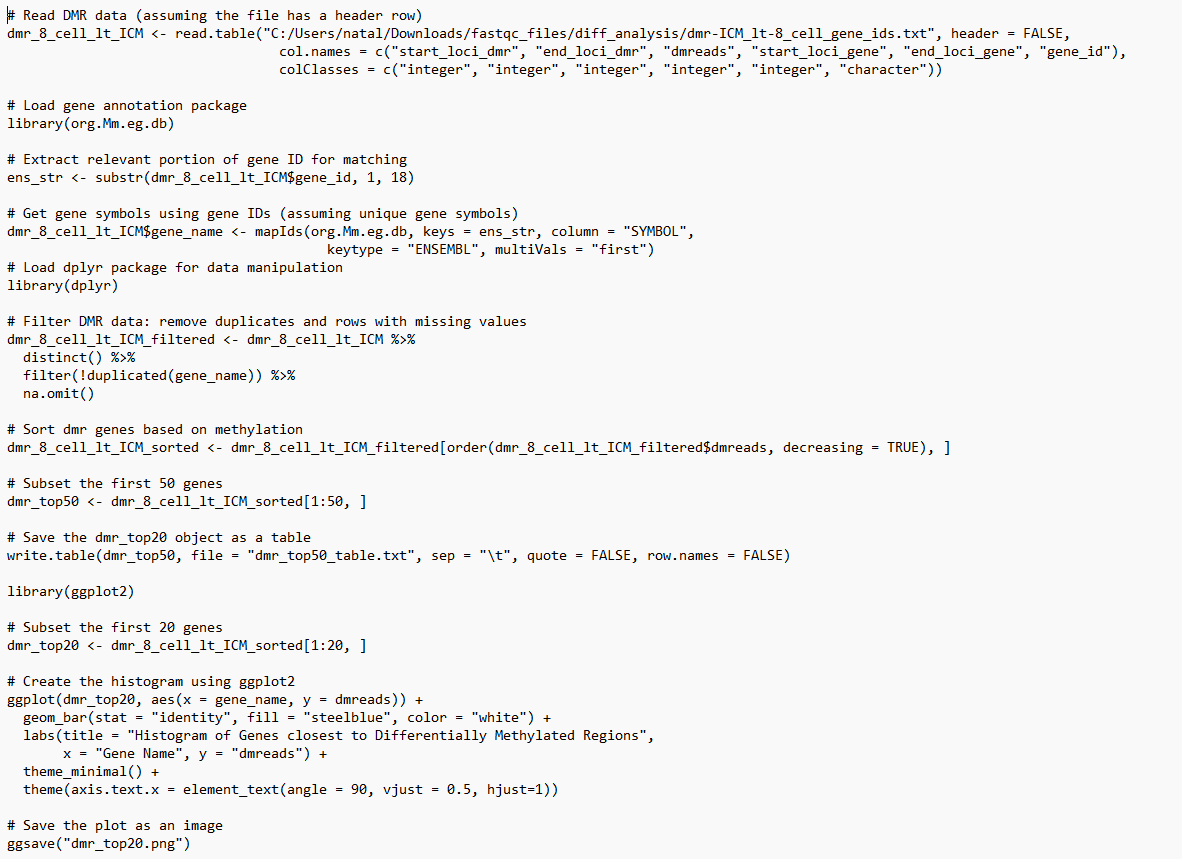 # Read DMR data (assuming the file has a header row)
dmr_8_cell_lt_ICM <- read.table("C:/Users/natal/Downloads/fastqc_files/diff_analysis/dmr-ICM_lt-8_cell_gene_ids.txt", header = FALSE,
                                  col.names = c("start_loci_dmr", "end_loci_dmr", "dmreads", "start_loci_gene", "end_loci_gene", "gene_id"),
                                  colClasses = c("integer", "integer", "integer", "integer", "integer", "character"))

# Load gene annotation package
library(org.Mm.eg.db)

# Extract relevant portion of gene ID for matching
ens_str <- substr(dmr_8_cell_lt_ICM$gene_id, 1, 18)

# Get gene symbols using gene IDs (assuming unique gene symbols)
dmr_8_cell_lt_ICM$gene_name <- mapIds(org.Mm.eg.db, keys = ens_str, column = "SYMBOL",
                                        keytype = "ENSEMBL", multiVals = "first")
# Load dplyr package for data manipulation
library(dplyr)

# Filter DMR data: remove duplicates and rows with missing values
dmr_8_cell_lt_ICM_filtered <- dmr_8_cell_lt_ICM %>%
  distinct() %>%
  filter(!duplicated(gene_name)) %>%
  na.omit()

# Sort dmr genes based on methylation
dmr_8_cell_lt_ICM_sorted <- dmr_8_cell_lt_ICM_filtered[order(dmr_8_cell_lt_ICM_filtered$dmreads, decreasing = TRUE), ]

# Subset the first 50 genes
dmr_top50 <- dmr_8_cell_lt_ICM_sorted[1:50, ]

# Save the dmr_top20 object as a table
write.table(dmr_top50, file = "dmr_top50_table.txt", sep = "\t", quote = FALSE, row.names = FALSE)

library(ggplot2)

# Subset the first 20 genes
dmr_top20 <- dmr_8_cell_lt_ICM_sorted[1:20, ]

# Create the histogram using ggplot2
ggplot(dmr_top20, aes(x = gene_name, y = dmreads)) +
  geom_bar(stat = "identity", fill = "steelblue", color = "white") +
  labs(title = "Histogram of Genes closest to Differentially Methylated Regions",
       x = "Gene Name", y = "dmreads") +
  theme_minimal() +
  theme(axis.text.x = element_text(angle = 90, vjust = 0.5, hjust=1))

# Save the plot as an image
ggsave("dmr_top20.png")